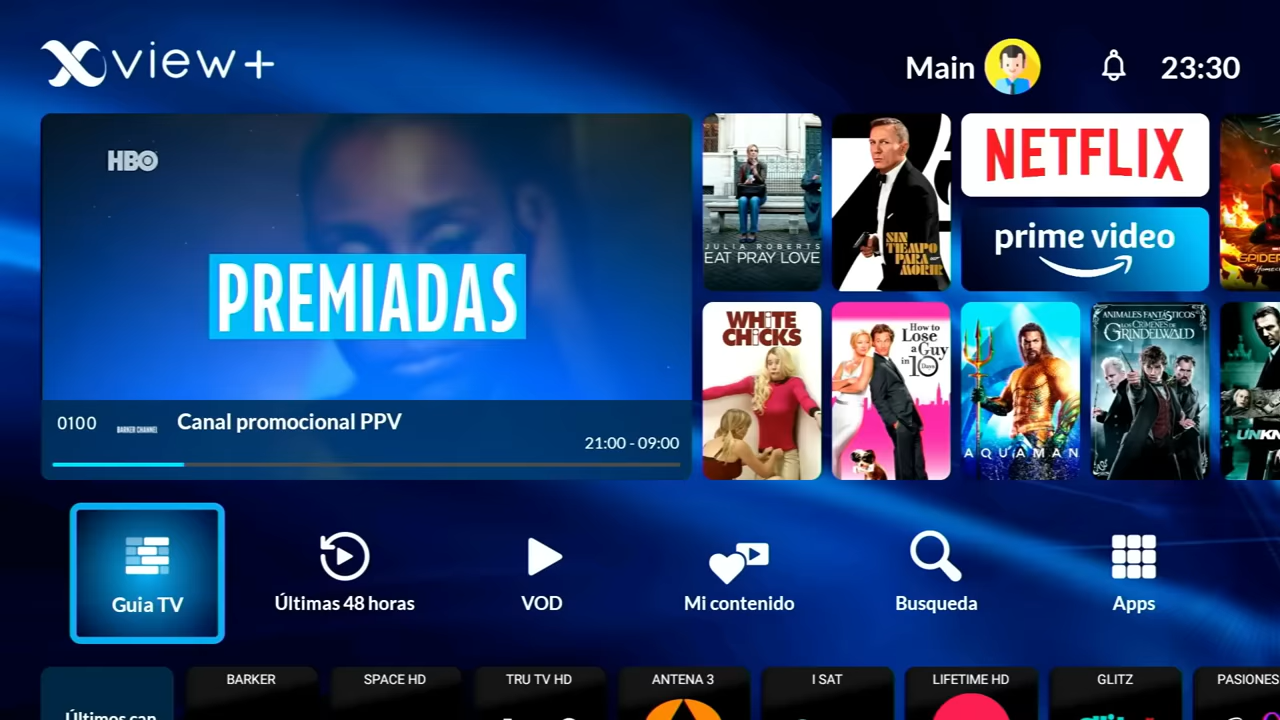 Xview+
Main
23:30
HBO
PREMIADAS
0100
BARKER CHANNEL
Canal promocional PPV
21:00 - 09:00
JULIA ROBERTS
EAT PRAY LOVE
SIN
TIEMPO
PARA
MORIR
NETFLIX
prime video
WHITE
CHICKS
How to
Lose
a Guy
in 10
Days
AQUAMAN
ANIMALES FANTÁSTICOS
LOS CRÍMENES DE
GRINDELWALD
Guia TV
Últimas 48 horas
VOD
Mi contenido
Busqueda
Apps
Últimos can
BARKER
SPACE HD
TRU TV HD
ANTENA 3
I SAT
LIFETIME HD
GLITZ
PASIONES